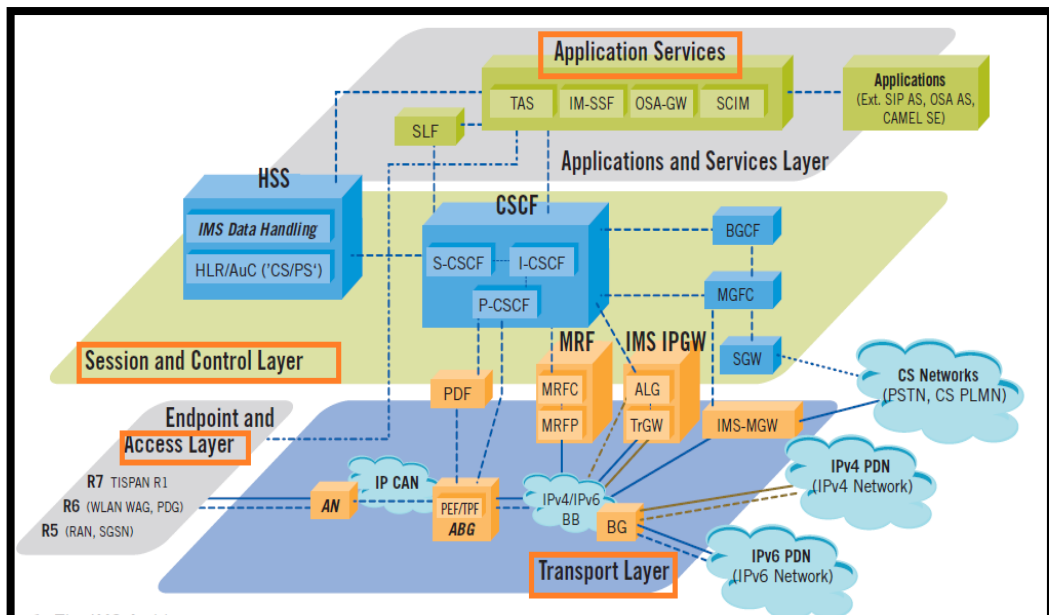 Application Services
TAS
IM-SSF
OSA-GW
SCIM
Applications
(Ext. SIP AS, OSA AS,
CAMEL SE)
SLF
Applications and Services Layer
HSS
IMS Data Handling
HLR/AuC ('CS/PS')
CSCF
S-CSCF
I-CSCF
P-CSCF
BGCF
MGFC
SGW
Session and Control Layer
MRF
IMS IPGW
PDF
MRFC
MRFP
ALG
TrGW
IMS-MGW
CS Networks
(PSTN, CS PLMN)
Endpoint and
Access Layer
R7 TISPAN R1
R6 (WLAN WAG, PDG)
R5 (RAN, SGSN)
AN
IP CAN
PEF/TPF
ABG
IPv4/IPv6
BB
BG
IPv4 PDN
(IPv4 Network)
IPv6 PDN
(IPv6 Network)
Transport Layer